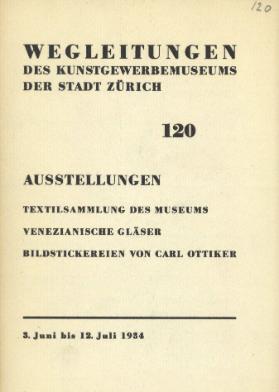 120
WEGLEITUNGEN
DES KUNSTGEWERBEMUSEUMS
DER STADT ZÜRICH
120
AUSSTELLUNGEN
TEXTILSAMMLUNG DES MUSEUMS
VENEZIANISCHE GLÄSER
BILDSTICKEREIEN VON CARL OTTIKER
3. Juni bis 12. Juli 1934